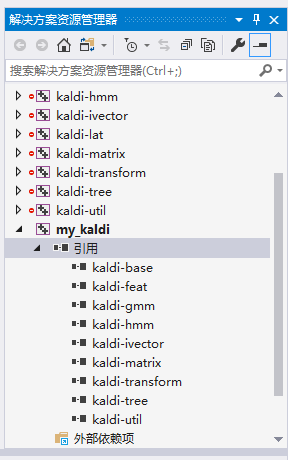 解决方案资源管理器
搜索解决方案资源管理器(Ctrl+;)
kaldi-hmm
kaldi-ivector
kaldi-lat
kaldi-matrix
kaldi-transform
kaldi-tree
kaldi-util
my_kaldi
引用
kaldi-base
kaldi-feat
kaldi-gmm
kaldi-hmm
kaldi-ivector
kaldi-matrix
kaldi-transform
kaldi-tree
kaldi-util
外部依赖项